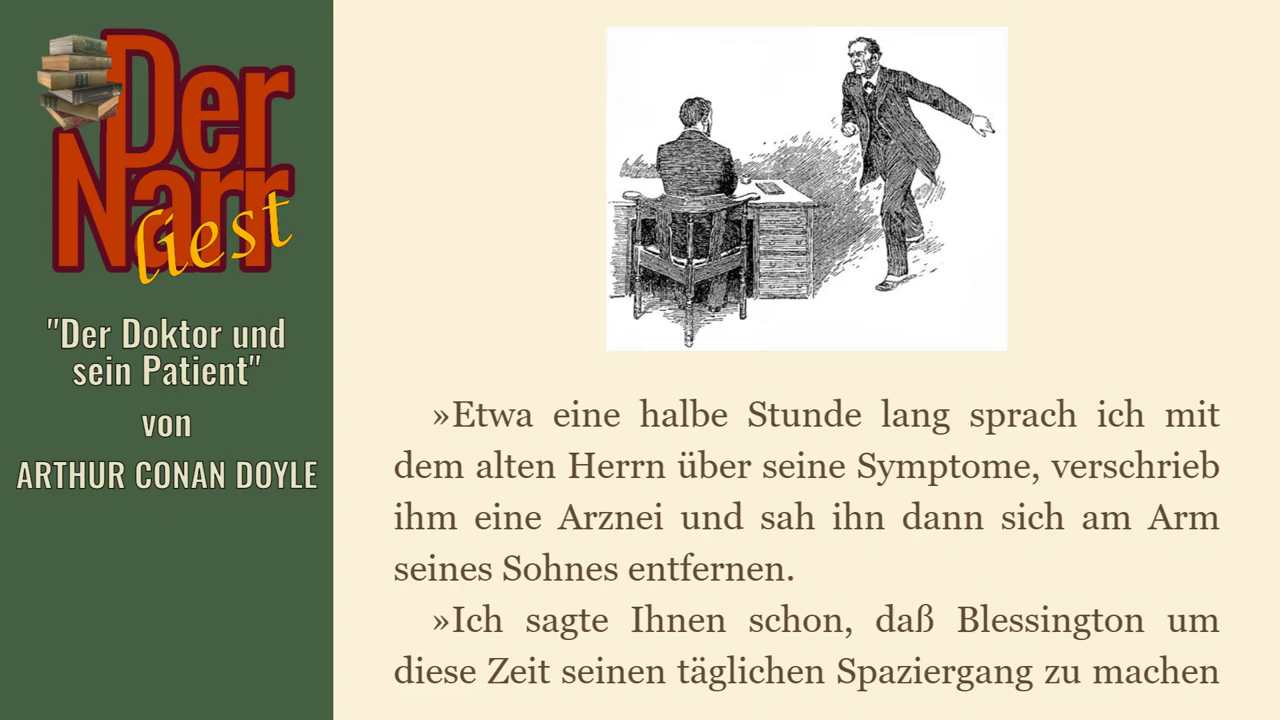 Der
Narr
liest
"Der Doktor und
sein Patient"
von
ARTHUR CONAN DOYLE
»Etwa eine halbe Stunde lang sprach ich mit
dem alten Herrn über seine Symptome, verschrieb
ihm eine Arznei und sah ihn dann sich am Arm
seines Sohnes entfernen.
»Ich sagte Ihnen schon, daß Blessington um
diese Zeit seinen täglichen Spaziergang zu machen